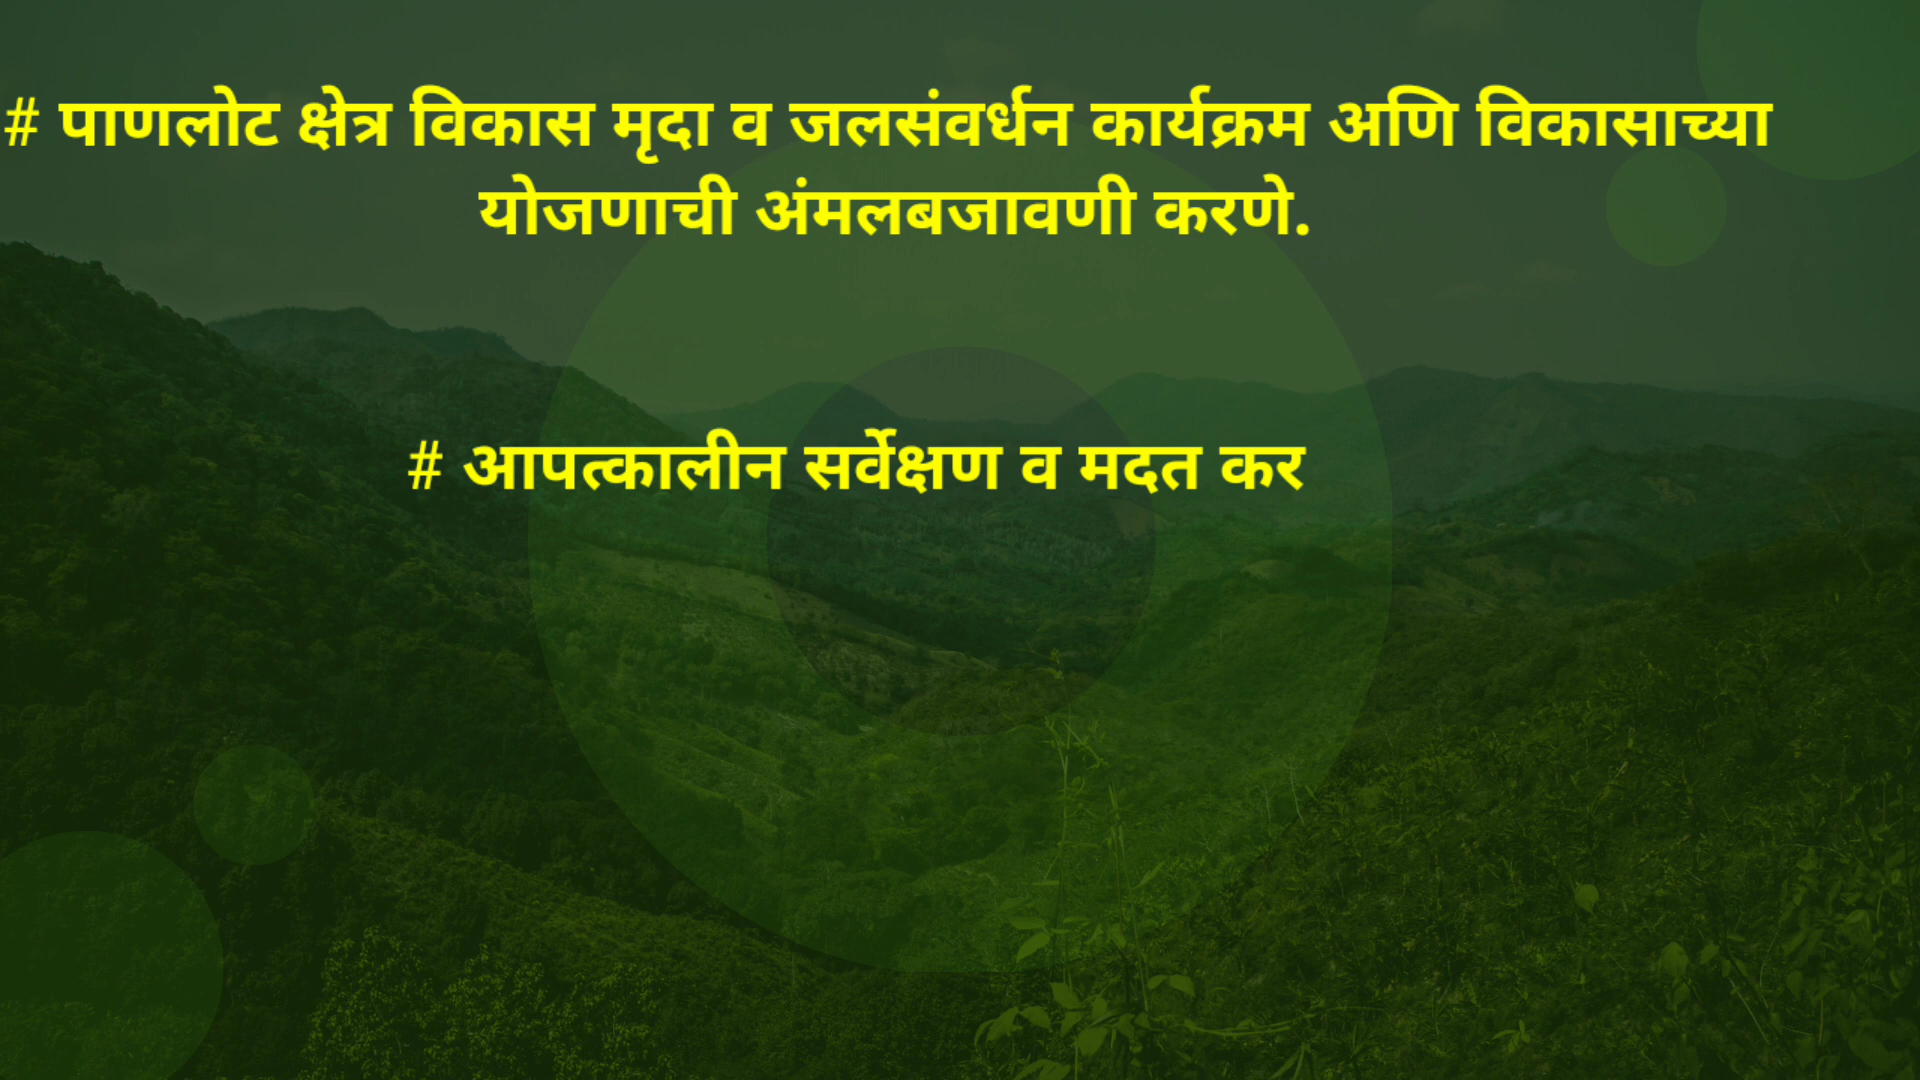 # पाणलोट क्षेत्र विकास मृदा व जलसंवर्धन कार्यक्रम अणि विकासाच्या
योजणाची अंमलबजावणी करणे.
# आपत्कालीन सर्वेक्षण व मदत कर